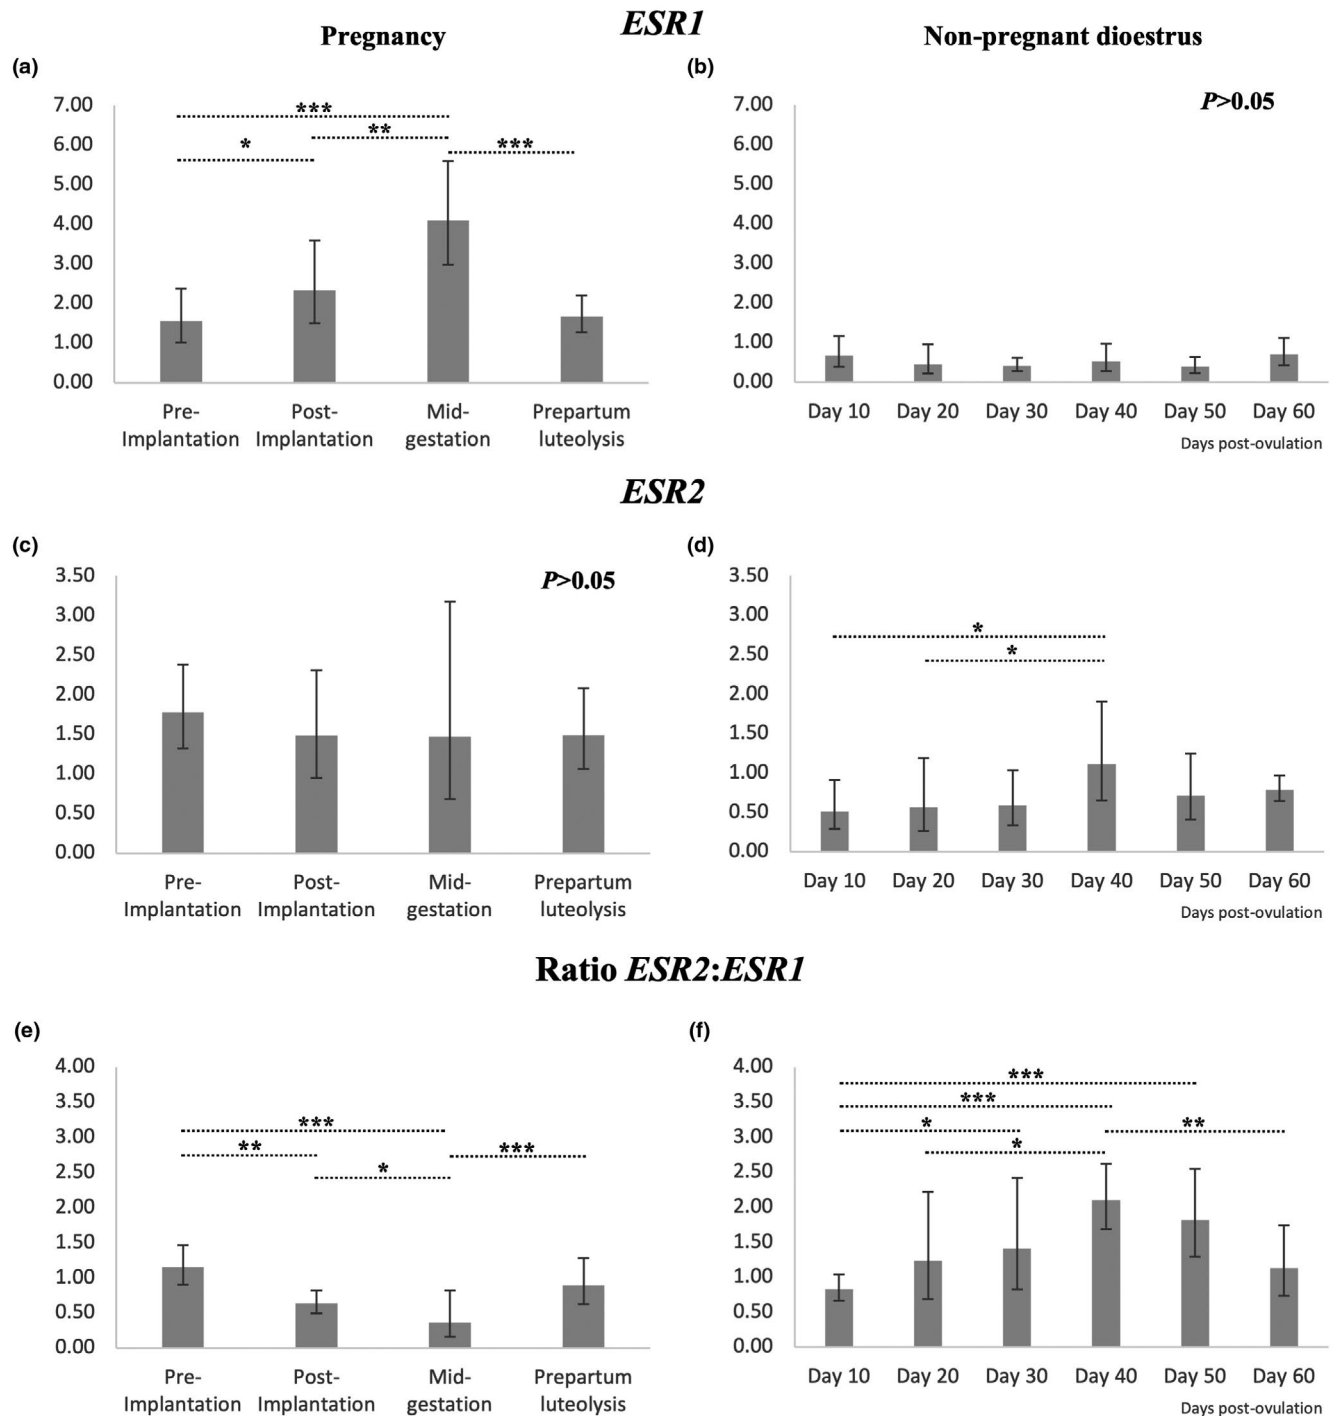 ESR1
Pregnancy
Non-pregnant dioestrus
(a)
7.00
6.00
5.00
4.00
3.00
2.00
1.00
0.00
***
*
**
***
Pre-
Implantation
Post-
Implantation
Mid-
gestation
Prepartum
luteolysis
(b)
P>0.05
7.00
6.00
5.00
4.00
3.00
2.00
1.00
0.00
Day 10 Day 20 Day 30 Day 40 Day 50 Day 60
Days post-ovulation
ESR2
(c)
P>0.05
3.50
3.00
2.50
2.00
1.50
1.00
0.50
0.00
Pre-
Implantation
Post-
Implantation
Mid-
gestation
Prepartum
luteolysis
(d)
3.50
3.00
2.50
2.00
1.50
1.00
0.50
0.00
*
*
Day 10 Day 20 Day 30 Day 40 Day 50 Day 60
Days post-ovulation
Ratio ESR2:ESR1
(e)
4.00
3.50
3.00
2.50
2.00
1.50
1.00
0.50
0.00
***
**
***
*
Pre-
Implantation
Post-
Implantation
Mid-
gestation
Prepartum
luteolysis
(f)
4.00
3.50
3.00
2.50
2.00
1.50
1.00
0.50
0.00
***
***
*
**
*
Day 10 Day 20 Day 30 Day 40 Day 50 Day 60
Days post-ovulation